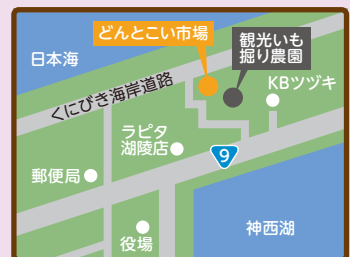 どんとこい市場
日本海
観光いも
掘り農園
くにびき海岸道路
KBツヅキ
ラピタ
湖陵店
9
郵便局
役場
神西湖